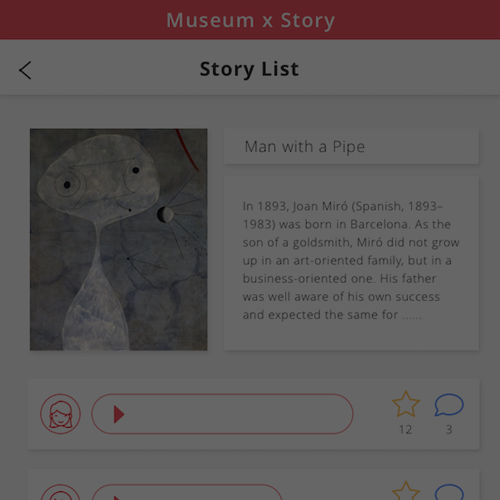 Museum x Story
Story List
Man with a Pipe
In 1893, Joan Miró (Spanish, 1893–
1983) was born in Barcelona. As the
son of a goldsmith, Miró did not grow
up in an art-oriented family, but in a
business-oriented one. His father
was well aware of his own success
and expected the same for ......
12
3